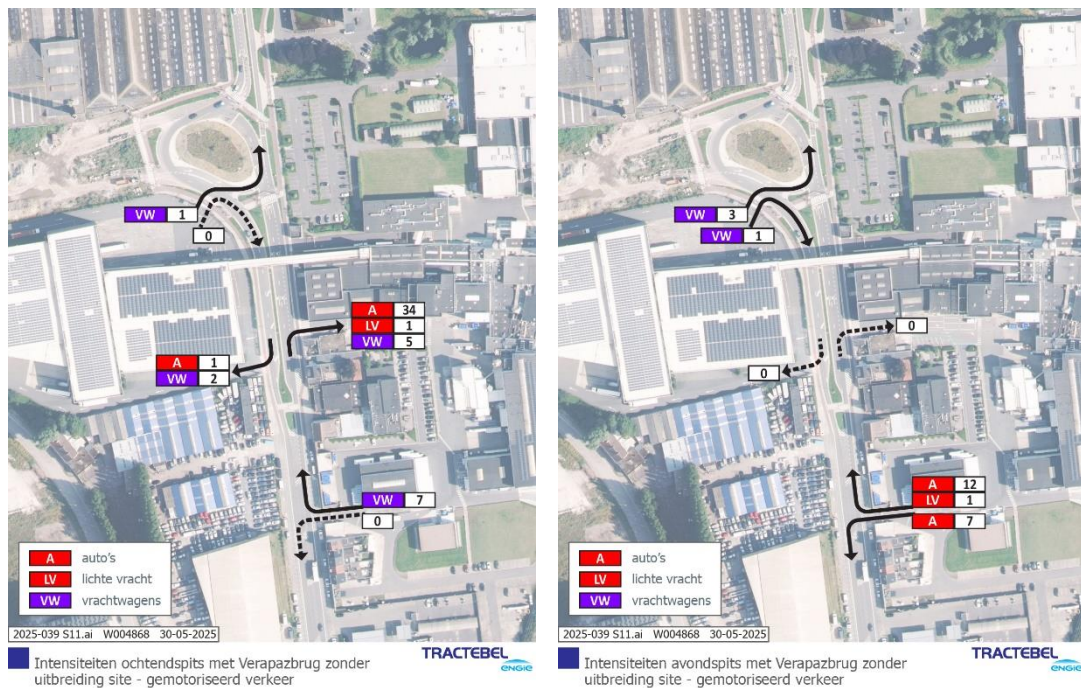 VW 1
0
A 34
LV 1
VW 5
A 1
VW 2
VW 7
0
A auto's
LV lichte vracht
VW vrachtwagens
2025-039 S11.ai W004868 30-05-2025
Intensiteiten ochtendspits met Verapazbrug zonder
uitbreiding site - gemotoriseerd verkeer
TRACTEBEL
ENGIE
VW 3
VW 1
0
0
A 12
LV 1
A 7
A auto's
LV lichte vracht
VW vrachtwagens
2025-039 S11.ai W004868 30-05-2025
Intensiteiten avondspits met Verapazbrug zonder
uitbreiding site - gemotoriseerd verkeer
TRACTEBEL
ENGIE